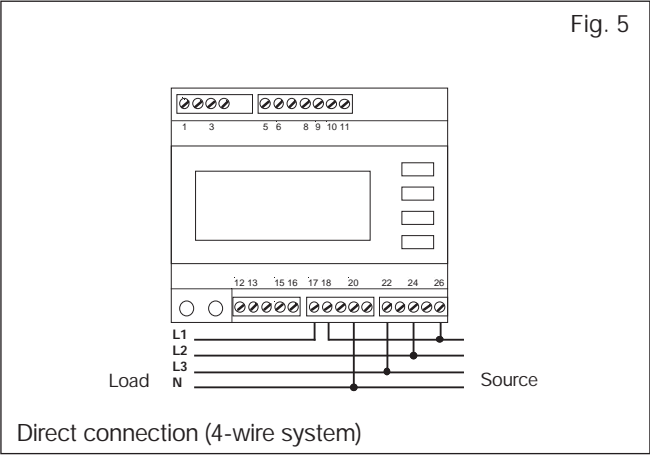 Fig. 5
1 3 5 6 8 9 10 11
12 13 15 16 17 18 20 22 24 26
L1
L2
L3
Load N Source
Direct connection (4-wire system)